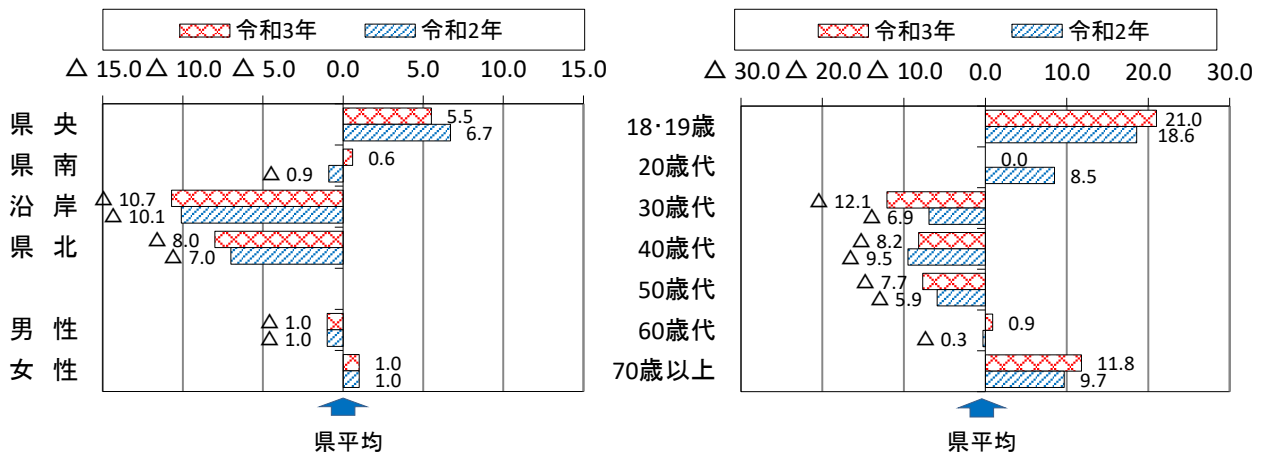 令和3年 令和2年
△ 15.0 △ 10.0 △ 5.0 0.0 5.0 10.0 15.0
県央 5.5
6.7
県南 0.6
△ 0.9
沿岸 △ 10.7
△ 10.1
県北 △ 8.0
△ 7.0
男性 △ 1.0
△ 1.0
女性 1.0
1.0
県平均
令和3年 令和2年
△ 30.0 △ 20.0 △ 10.0 0.0 10.0 20.0 30.0
18･19歳 21.0
18.6
20歳代 0.0
8.5
30歳代 △ 12.1
△ 6.9
40歳代 △ 8.2
△ 9.5
50歳代 △ 7.7
△ 5.9
60歳代 0.9
△ 0.3
70歳以上 11.8
9.7
県平均